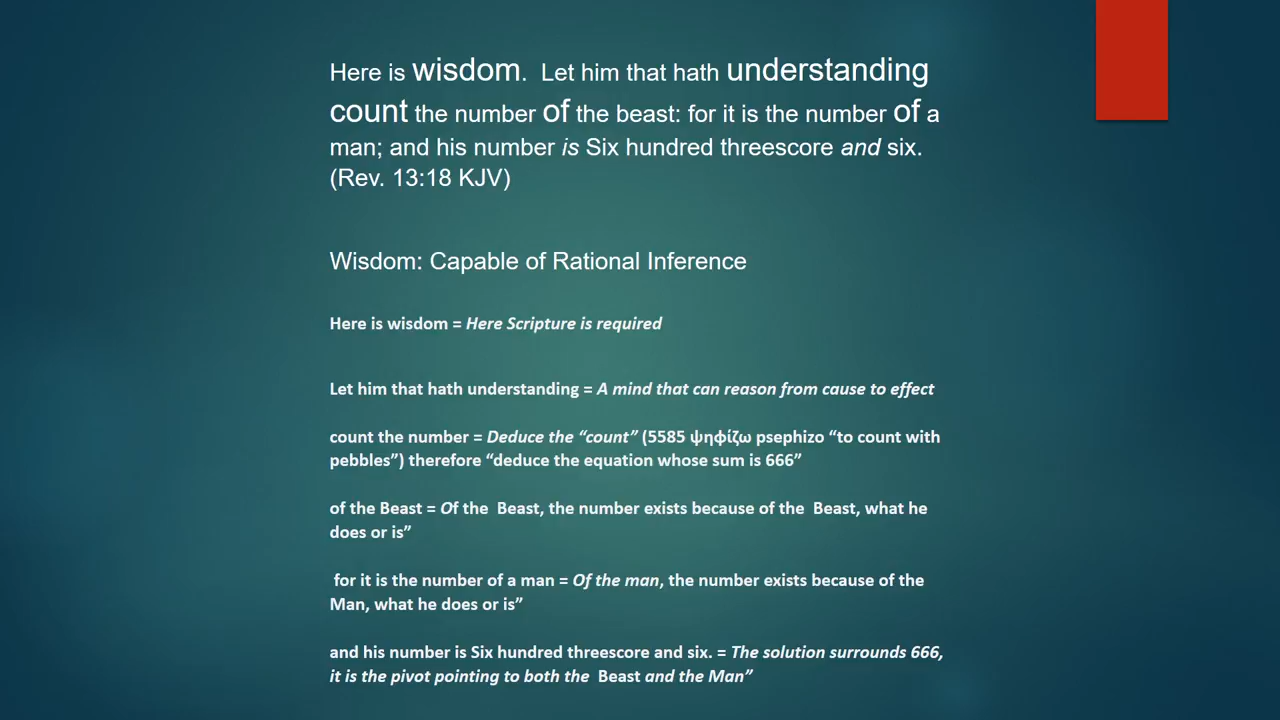 Here is wisdom. Let him that hath understanding
count the number of the beast: for it is the number of a
man; and his number is Six hundred threescore and six.
(Rev. 13:18 KJV)
Wisdom: Capable of Rational Inference
Here is wisdom = Here Scripture is required
Let him that hath understanding = A mind that can reason from cause to effect
count the number = Deduce the “count” (5585 ψηφίζω psephizo “to count with
pebbles”) therefore “deduce the equation whose sum is 666”
of the Beast = Of the Beast, the number exists because of the Beast, what he
does or is”
for it is the number of a man = Of the man, the number exists because of the
Man, what he does or is”
and his number is Six hundred threescore and six. = The solution surrounds 666,
it is the pivot pointing to both the Beast and the Man”